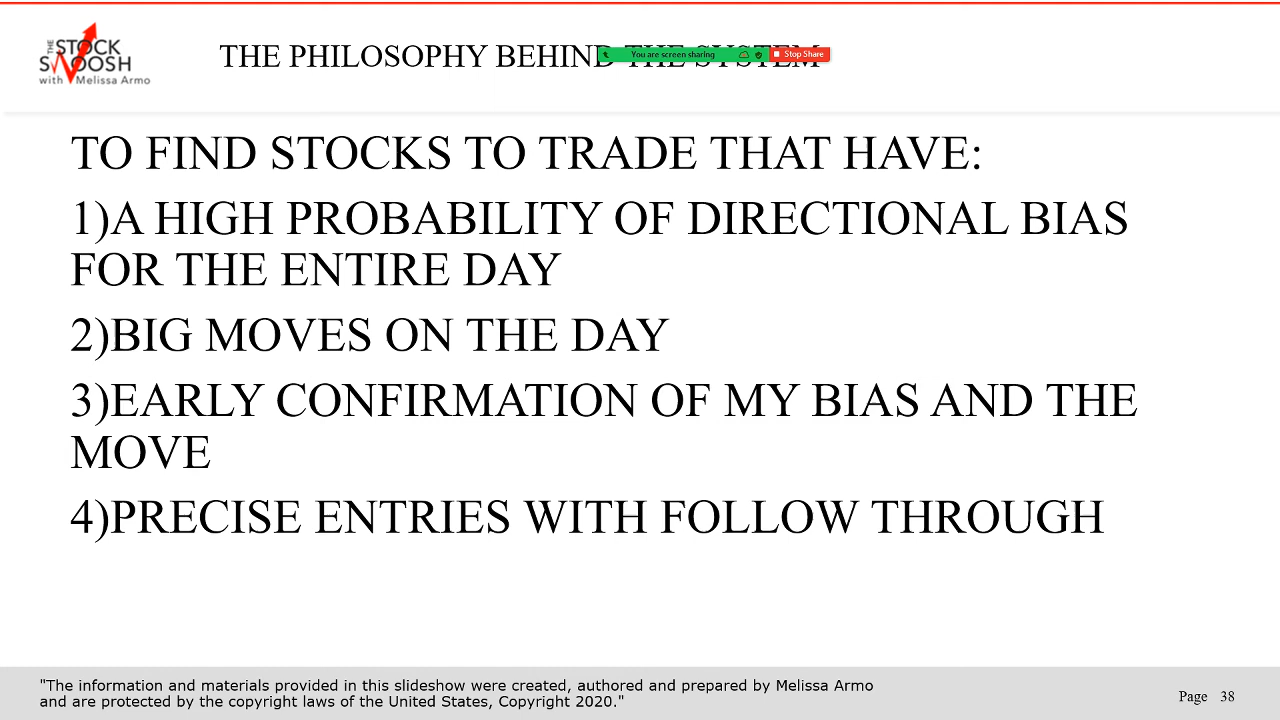 THE
STOCK
SWOOSH
with Melissa Armo
THE PHILOSOPHY BEHIND THE SYSTEM
You are screen sharing
Stop Share
TO FIND STOCKS TO TRADE THAT HAVE:
1)A HIGH PROBABILITY OF DIRECTIONAL BIAS
FOR THE ENTIRE DAY
2)BIG MOVES ON THE DAY
3)EARLY CONFIRMATION OF MY BIAS AND THE
MOVE
4)PRECISE ENTRIES WITH FOLLOW THROUGH
"The information and materials provided in this slideshow were created, authored and prepared by Melissa Armo
and are protected by the copyright laws of the United States, Copyright 2020."
Page 38